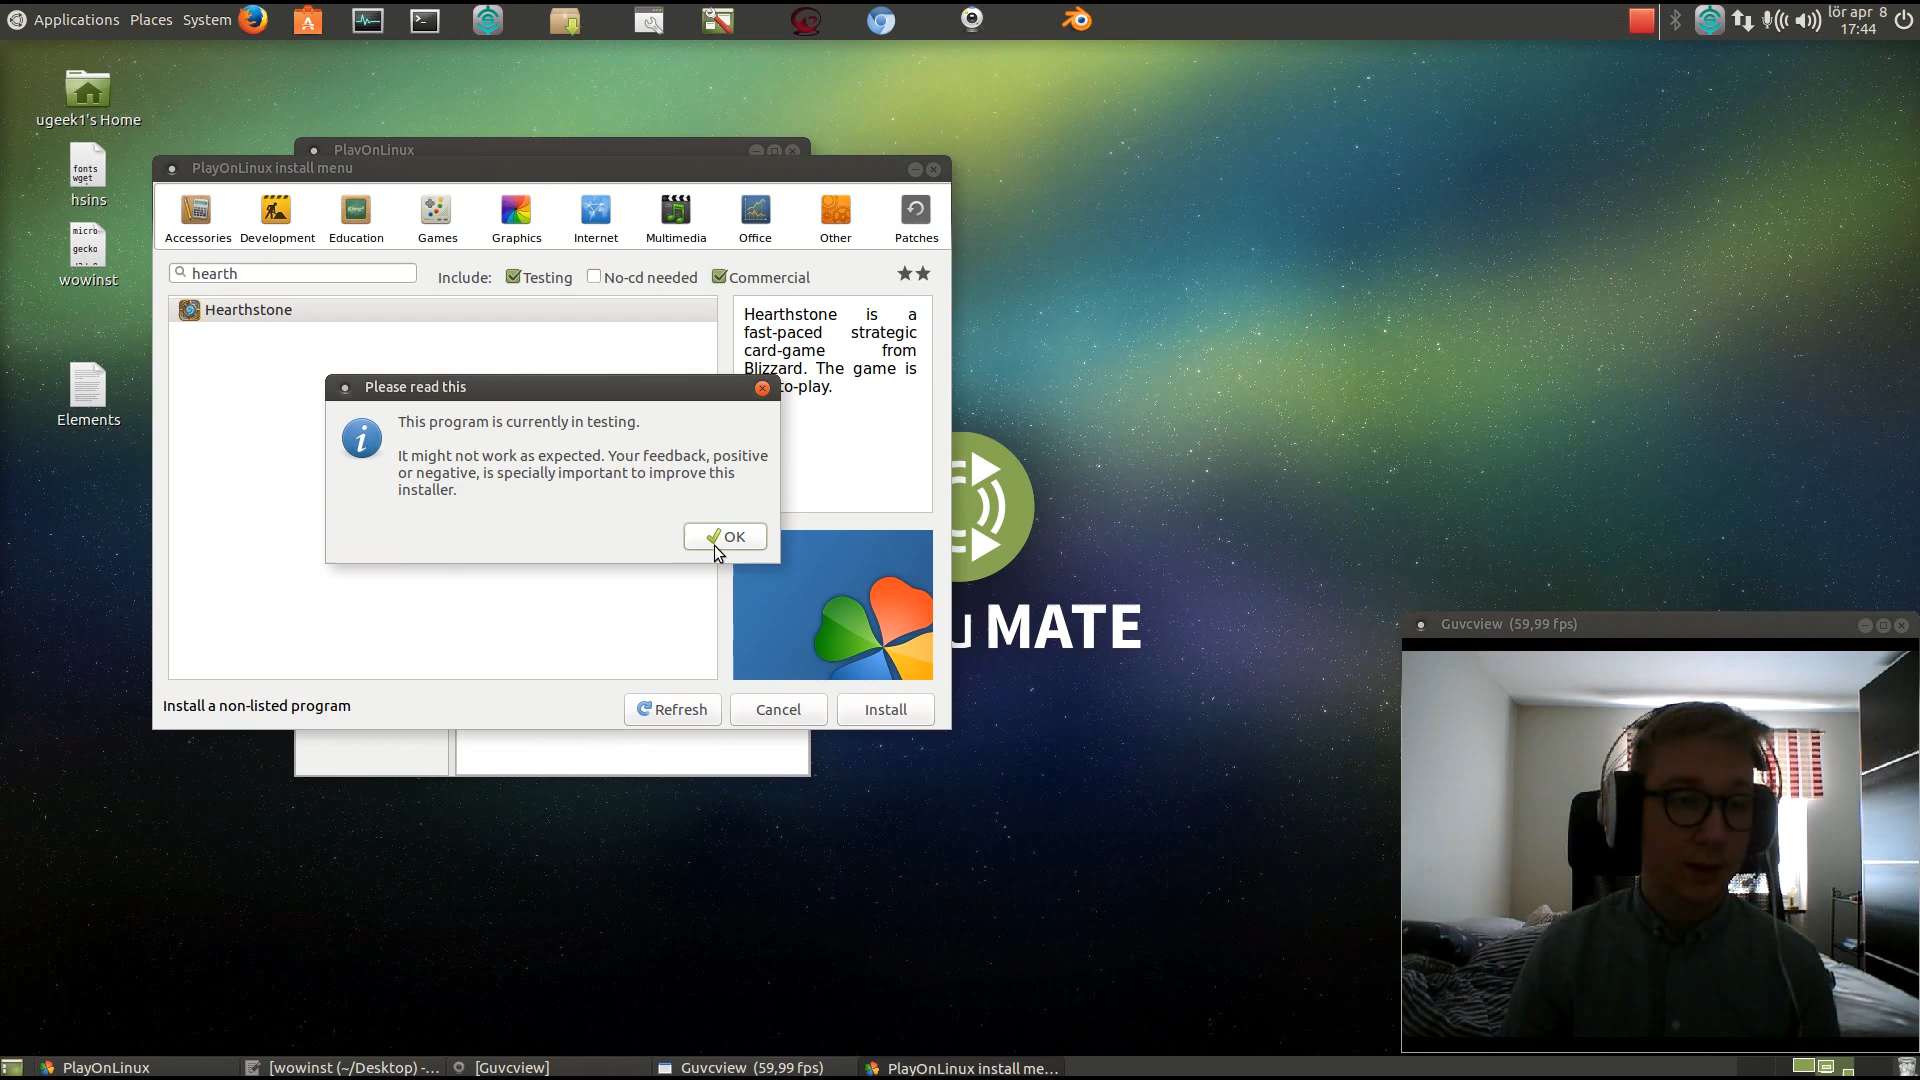 Applications Places System
lör apr 8
17:44
ugeek1's Home
fonts
wget
hsins
micro
gecko
wowinst
Elements
PlayOnLinux
PlayOnLinux install menu
Accessories Development Education Games Graphics Internet Multimedia Office Other Patches
hearth
Include: Testing No-cd needed Commercial
Hearthstone
Hearthstone is a
fast-paced strategic
card-game from
Blizzard. The game is
to-play.
Please read this
This program is currently in testing.
It might not work as expected. Your feedback, positive
or negative, is specially important to improve this
installer.
OK
MATE
Install a non-listed program
Refresh Cancel Install
Guvcview (59,99 fps)
PlayOnLinux
[wowinst (~/Desktop) -...
[Guvcview]
Guvcview (59,99 fps)
PlayOnLinux install me...